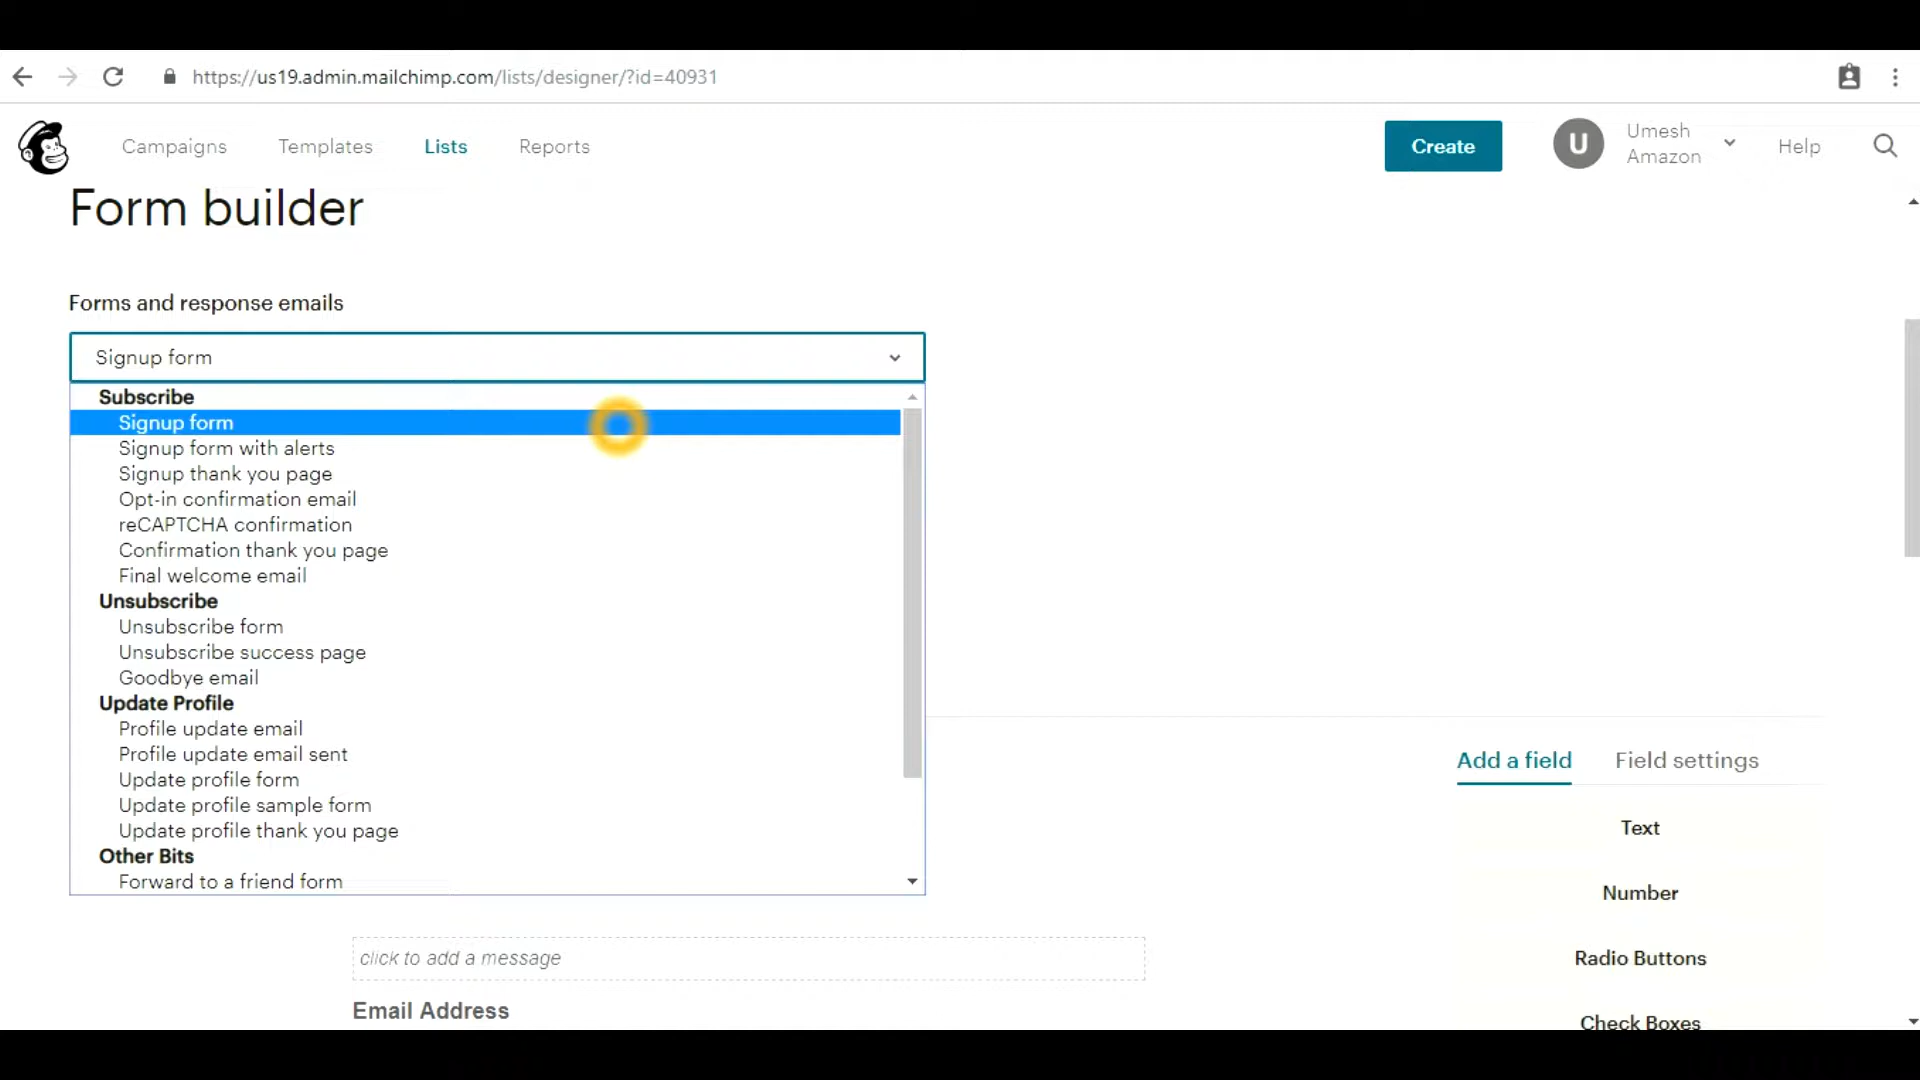 https://us19.admin.mailchimp.com/lists/designer/?id=40931
Campaigns Templates Lists Reports Create U Umesh Amazon Help
Form builder
Forms and response emails
Signup form
Subscribe
Signup form
Signup form with alerts
Signup thank you page
Opt-in confirmation email
reCAPTCHA confirmation
Confirmation thank you page
Final welcome email
Unsubscribe
Unsubscribe form
Unsubscribe success page
Goodbye email
Update Profile
Profile update email
Profile update email sent
Update profile form
Update profile sample form
Update profile thank you page
Other Bits
Forward to a friend form
Add a field Field settings
Text
Number
Radio Buttons
Check Boxes
click to add a message
Email Address